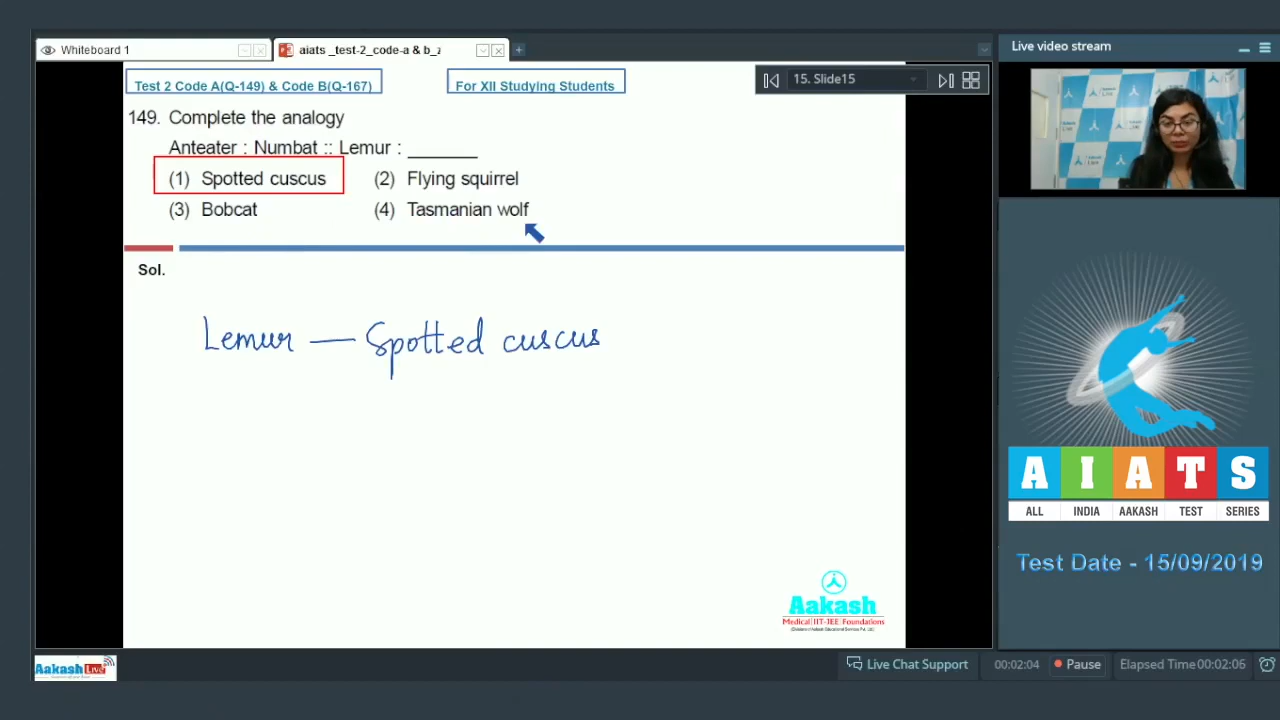 Whiteboard 1
aiats _test-2_code-a & b_z
Live video stream
Test 2 Code A(Q-149) & Code B(Q-167)
For XII Studying Students
15. Slide15
149. Complete the analogy
Anteater : Numbat :: Lemur : _______
(1) Spotted cuscus (2) Flying squirrel
(3) Bobcat (4) Tasmanian wolf
Sol.
Lemur — Spotted cuscus
A I A T S
ALL INDIA AAKASH TEST SERIES
Test Date - 15/09/2019
Aakash
Medical|IIT-JEE|Foundations
Aakash Live
Live Chat Support
00:02:04
Pause
Elapsed Time 00:02:06